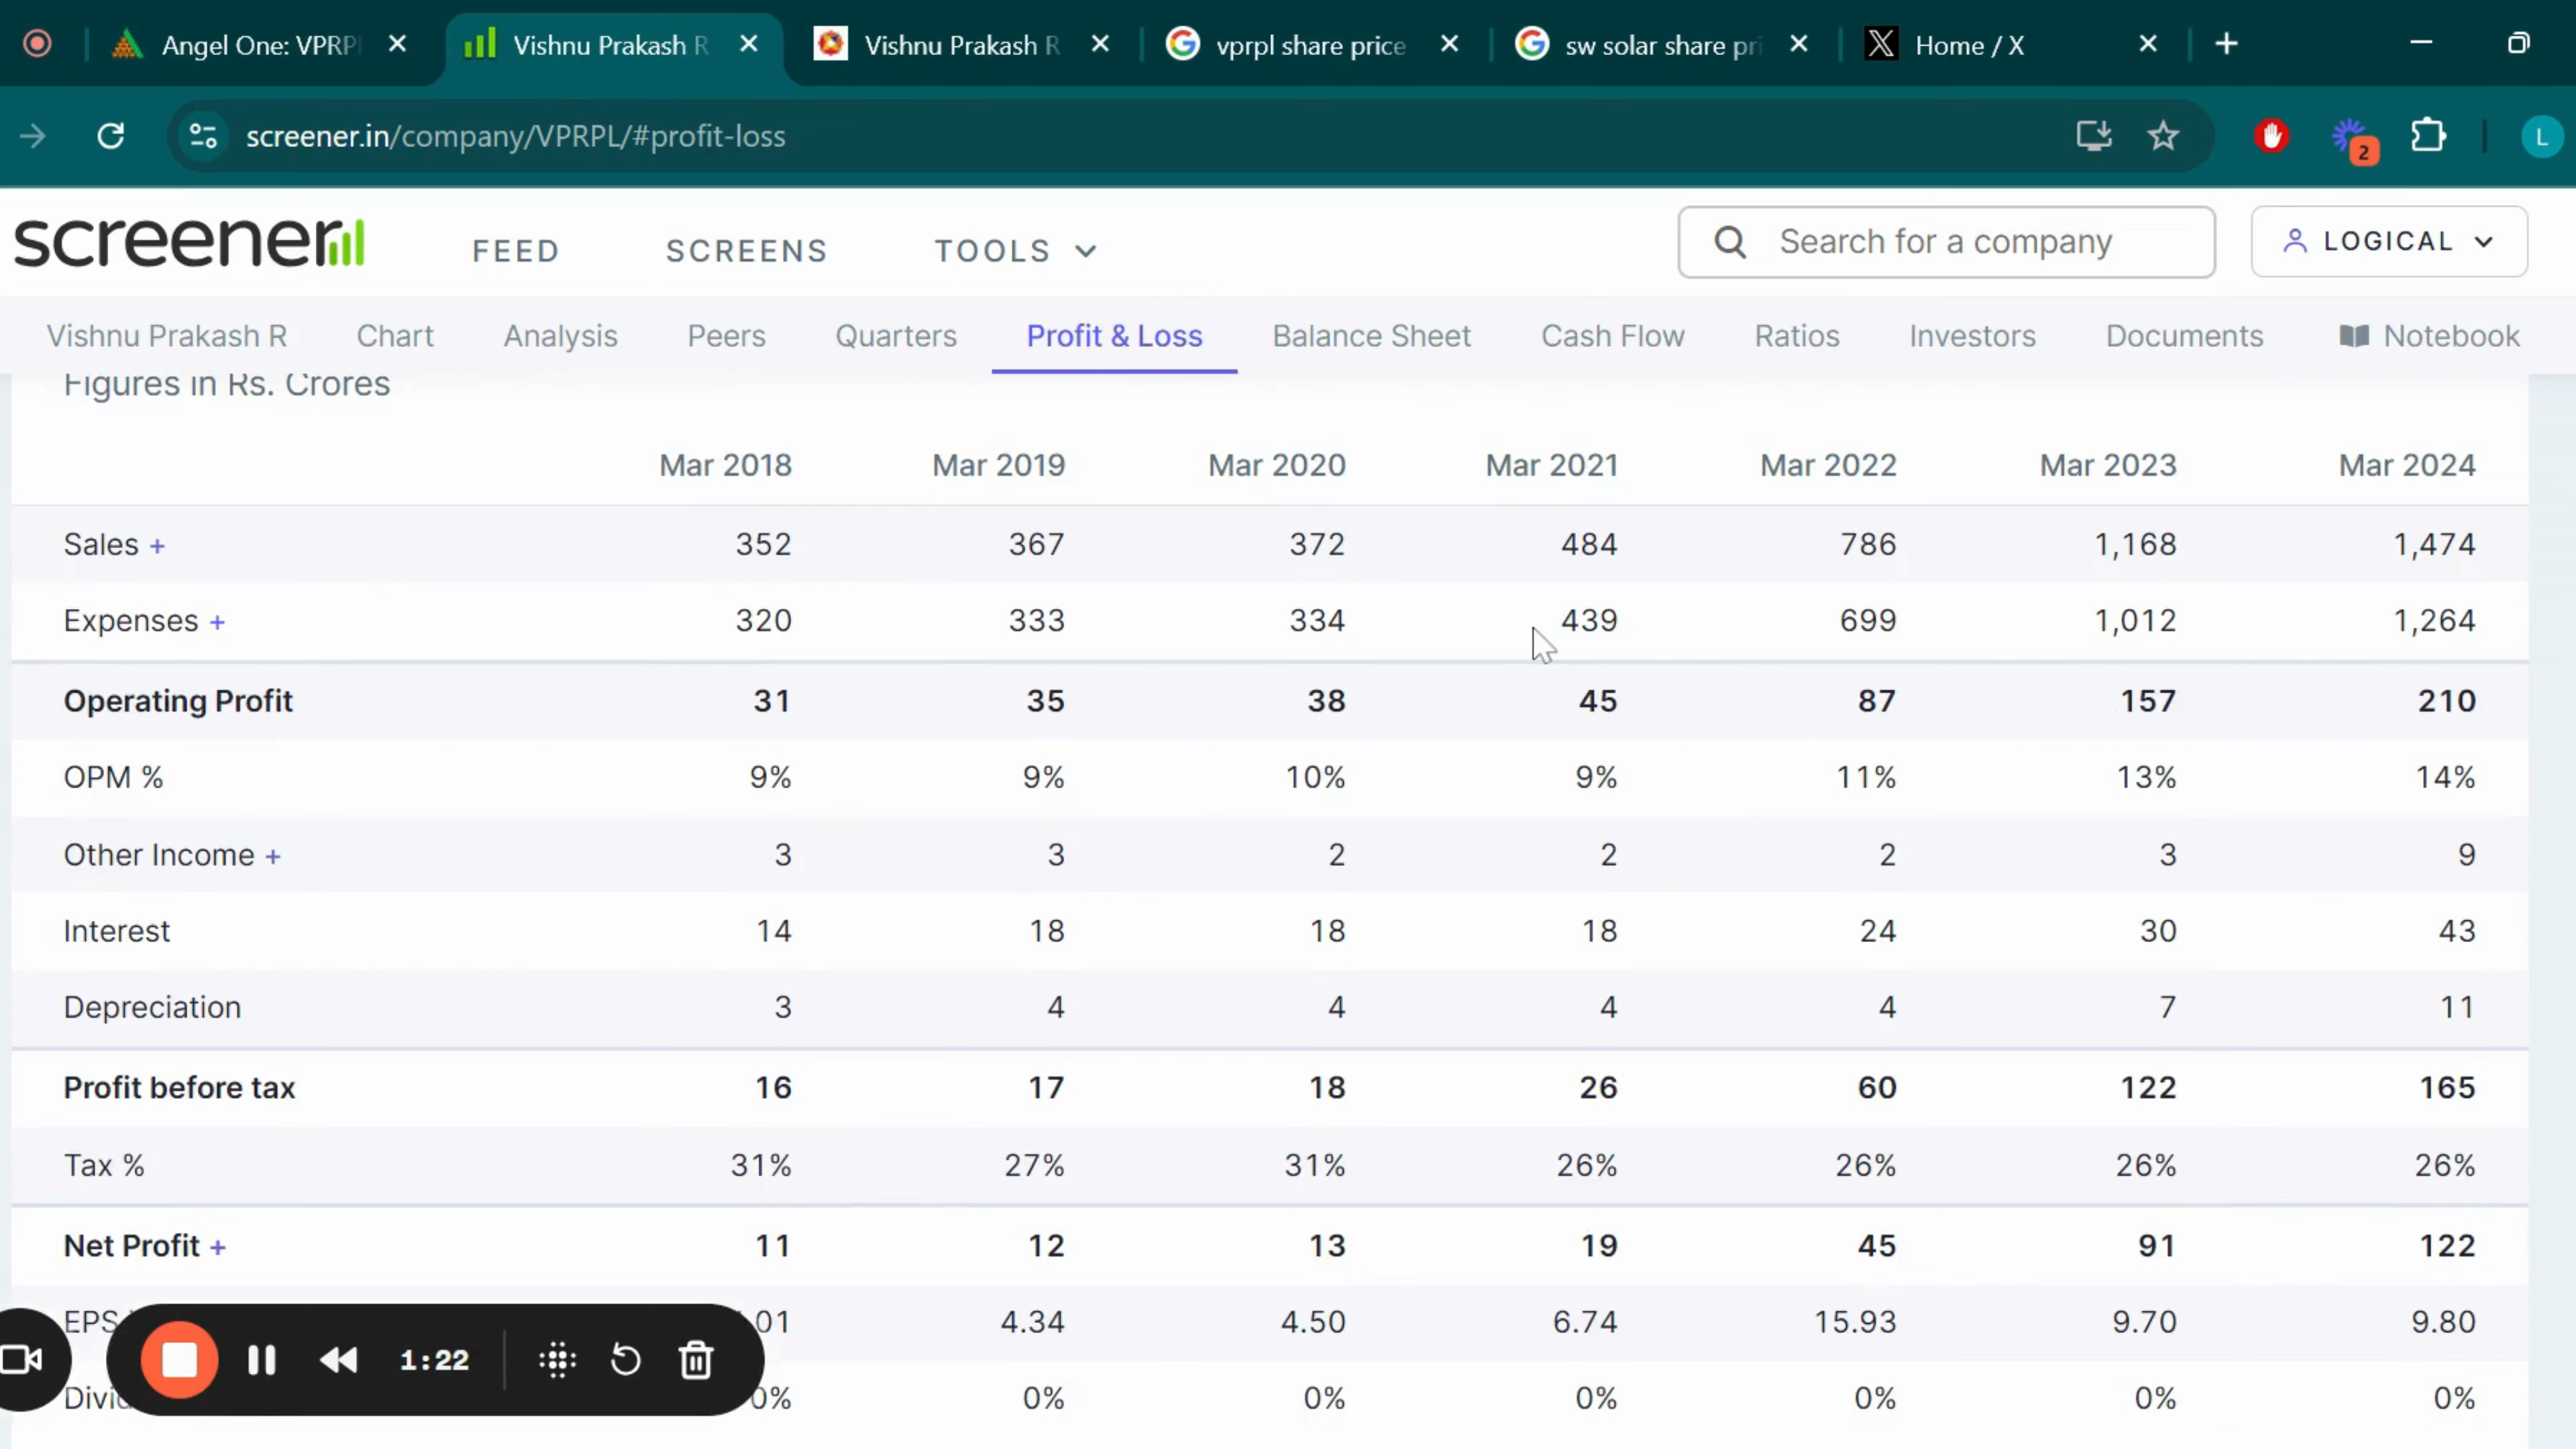 Angel One: VPRP
Vishnu Prakash R
Vishnu Prakash R
vprpl share price
sw solar share pri
Home / X
screener.in/company/VPRPL/#profit-loss
2
L
screener
FEED
SCREENS
TOOLS
Search for a company
LOGICAL
Vishnu Prakash R
Chart
Analysis
Peers
Quarters
Profit & Loss
Balance Sheet
Cash Flow
Ratios
Investors
Documents
Notebook
Figures in Rs. Crores
Mar 2018 Mar 2019 Mar 2020 Mar 2021 Mar 2022 Mar 2023 Mar 2024
Sales + 352 367 372 484 786 1,168 1,474
Expenses + 320 333 334 439 699 1,012 1,264
Operating Profit 31 35 38 45 87 157 210
OPM % 9% 9% 10% 9% 11% 13% 14%
Other Income + 3 3 2 2 2 3 9
Interest 14 18 18 18 24 30 43
Depreciation 3 4 4 4 4 7 11
Profit before tax 16 17 18 26 60 122 165
Tax % 31% 27% 31% 26% 26% 26% 26%
Net Profit + 11 12 13 19 45 91 122
EPS 01 4.34 4.50 6.74 15.93 9.70 9.80
1:22
Divi 0% 0% 0% 0% 0% 0% 0%